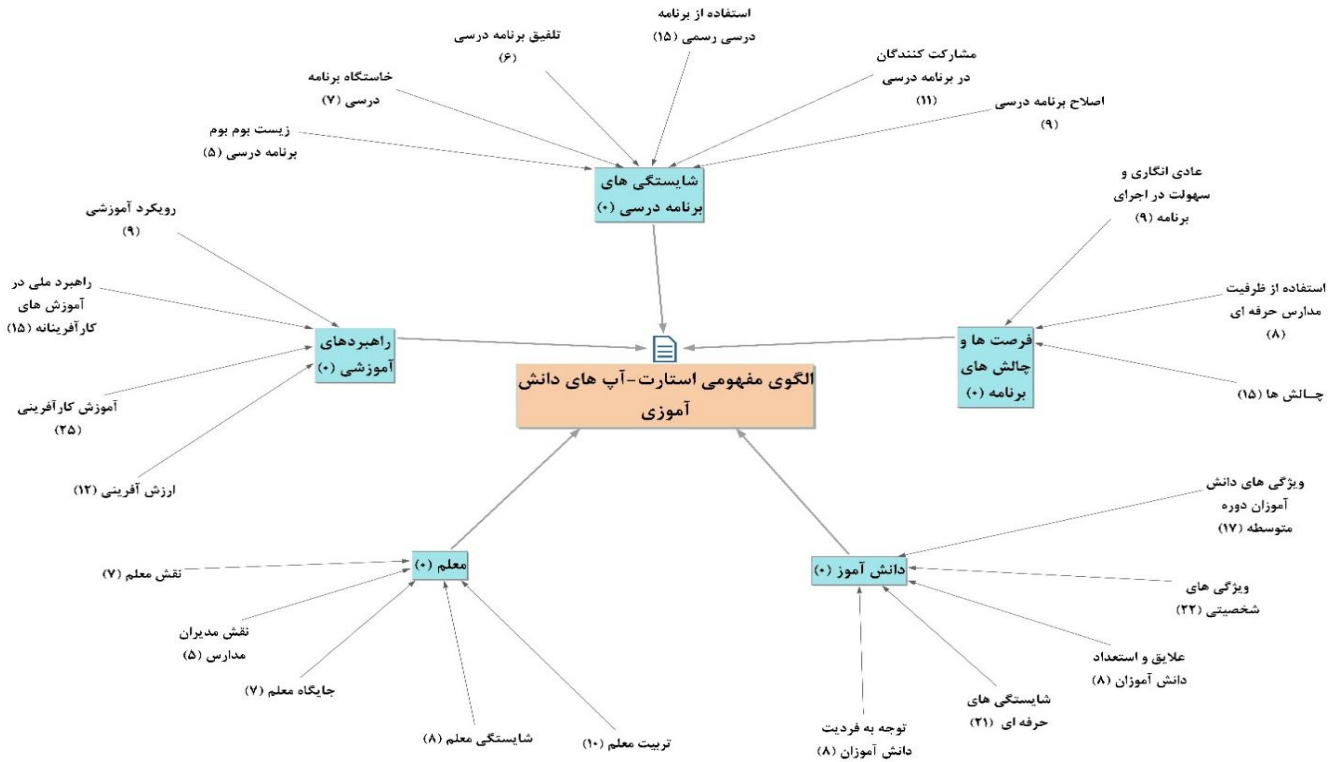 استفاده از برنامه
درسی رسمی (۱۵)
تلفیق برنامه درسی
(۶)
مشارکت کنندگان
در برنامه درسی
(۱۱)
خاستگاه برنامه
درسی (۷)
اصلاح برنامه درسی
(۹)
زیست بوم بوم
برنامه درسی (۵)
شایستگی های
برنامه درسی (۰)
عادی انگاری و
سهولت در اجرای
برنامه (۹)
استفاده از ظرفیت
مدارس حرفه ای
(۸)
چــالش ها (۱۵)
فرصت ها و
چالش های
برنامه (۰)
رویکرد آموزشی
(۹)
راهبرد ملی در
آموزش های
کارآفرینانه (۱۵)
آموزش کارآفرینی
(۲۵)
ارزش آفرینی (۱۲)
راهبردهای
آموزشی (۰)
الگوی مفهومی استارت-آپ های دانش
آموزی
ویژگی های دانش
آموزان دوره
متوسطه (۱۷)
ویژگی های
شخصیتی (۲۲)
علایق و استعداد
دانش آموزان (۸)
شایستگی های
حرفه ای (۲۱)
توجه به فردیت
دانش آموزان (۸)
دانش آموز (۰)
معلم (۰)
نقش معلم (۷)
نقش مدیران
مدارس (۵)
جایگاه معلم (۷)
شایستگی معلم (۸)
تربیت معلم (۱۰)